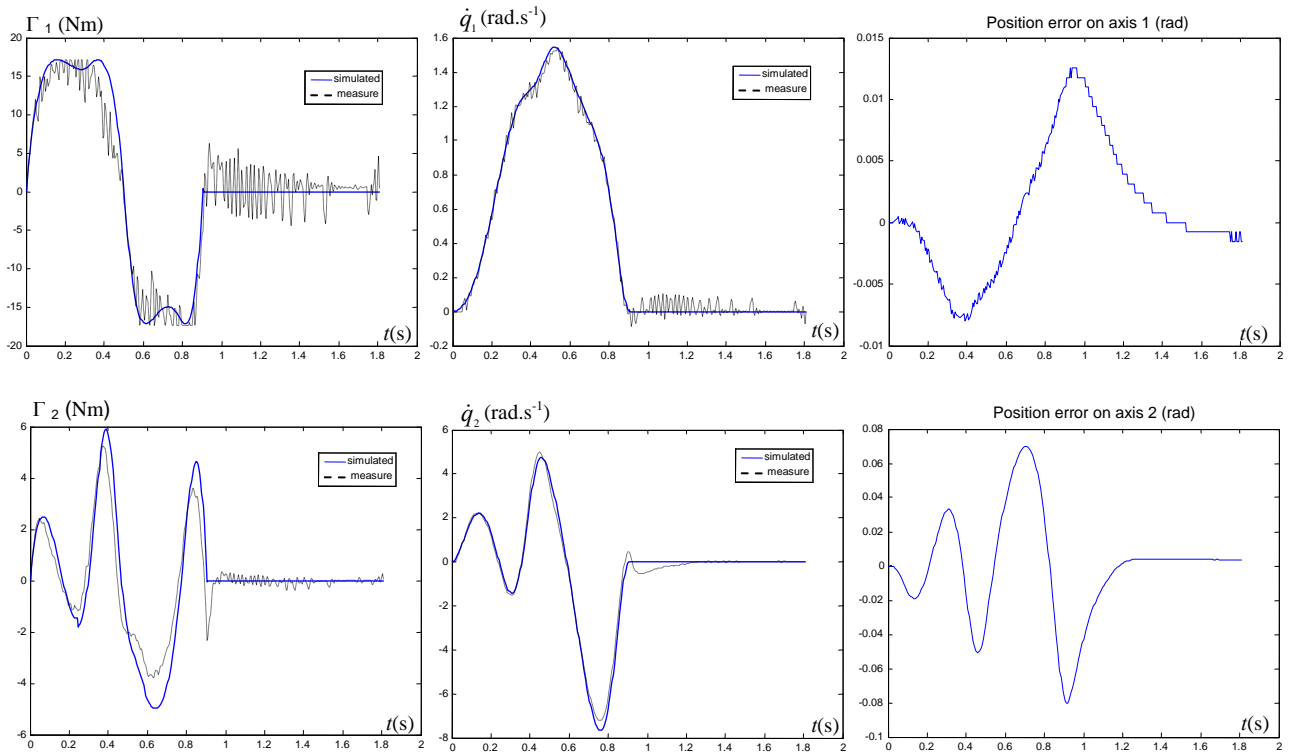 Γ 1 (Nm)
20
15
10
5
0
-5
-10
-15
-20
0 0.2 0.4 0.6 0.8 1 1.2 1.4 1.6 1.8 2
simulated
measure
t(s)
q̇1 (rad.s-1)
1.6
1.4
1.2
1
0.8
0.6
0.4
0.2
0
-0.2
0 0.2 0.4 0.6 0.8 1 1.2 1.4 1.6 1.8 2
simulated
measure
t(s)
Position error on axis 1 (rad)
0.015
0.01
0.005
0
-0.005
-0.01
0 0.2 0.4 0.6 0.8 1 1.2 1.4 1.6 1.8 2
t(s)
Γ 2 (Nm)
6
4
2
0
-2
-4
-6
0 0.2 0.4 0.6 0.8 1 1.2 1.4 1.6 1.8 2
simulated
measure
t(s)
q̇2 (rad.s-1)
6
4
2
0
-2
-4
-6
-8
0 0.2 0.4 0.6 0.8 1 1.2 1.4 1.6 1.8 2
simulated
measure
t(s)
Position error on axis 2 (rad)
0.08
0.06
0.04
0.02
0
-0.02
-0.04
-0.06
-0.08
-0.1
0 0.2 0.4 0.6 0.8 1 1.2 1.4 1.6 1.8 2
t(s)